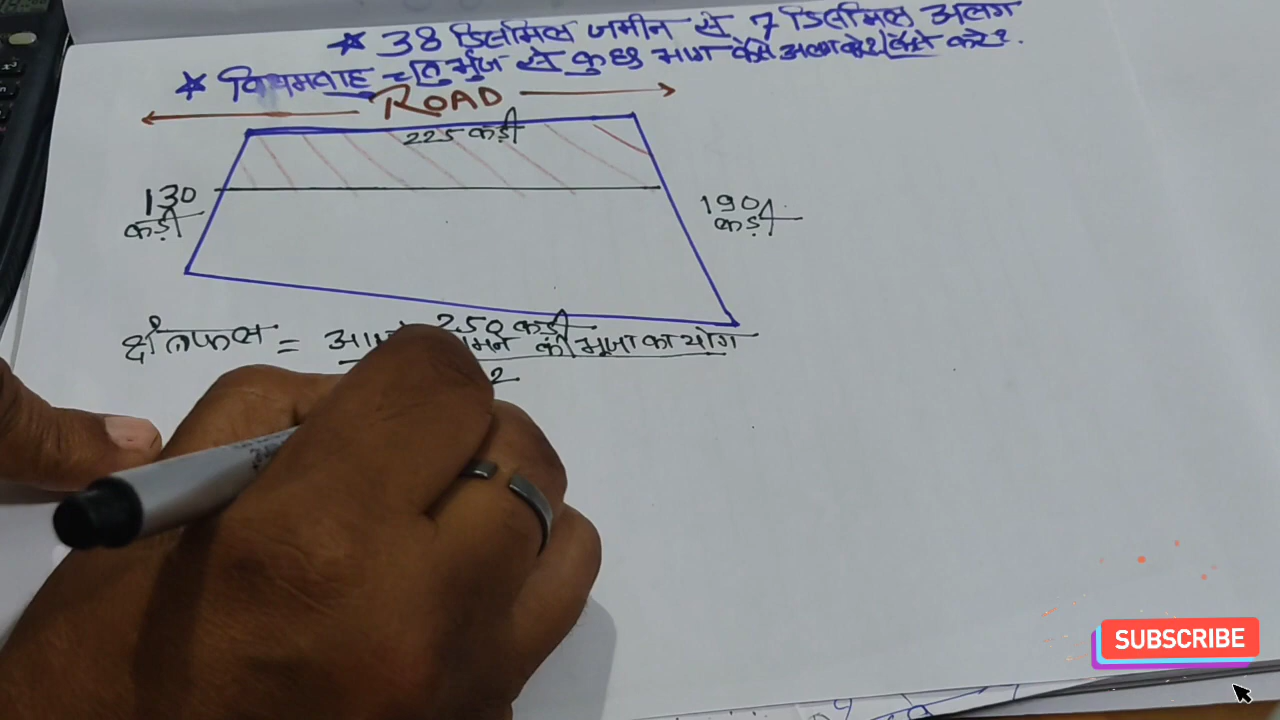 * 38 डिसमिल जमीन से 7 डिसमिल अलग
* विषमबाह चतुर्भुज से कुछ भाग कैसे करे?
ROAD
225 कड़ी
130
कड़ी
190
कड़ी
250 कड़ी
क्षेत्रफल = की भूजा का योग
2
SUBSCRIBE